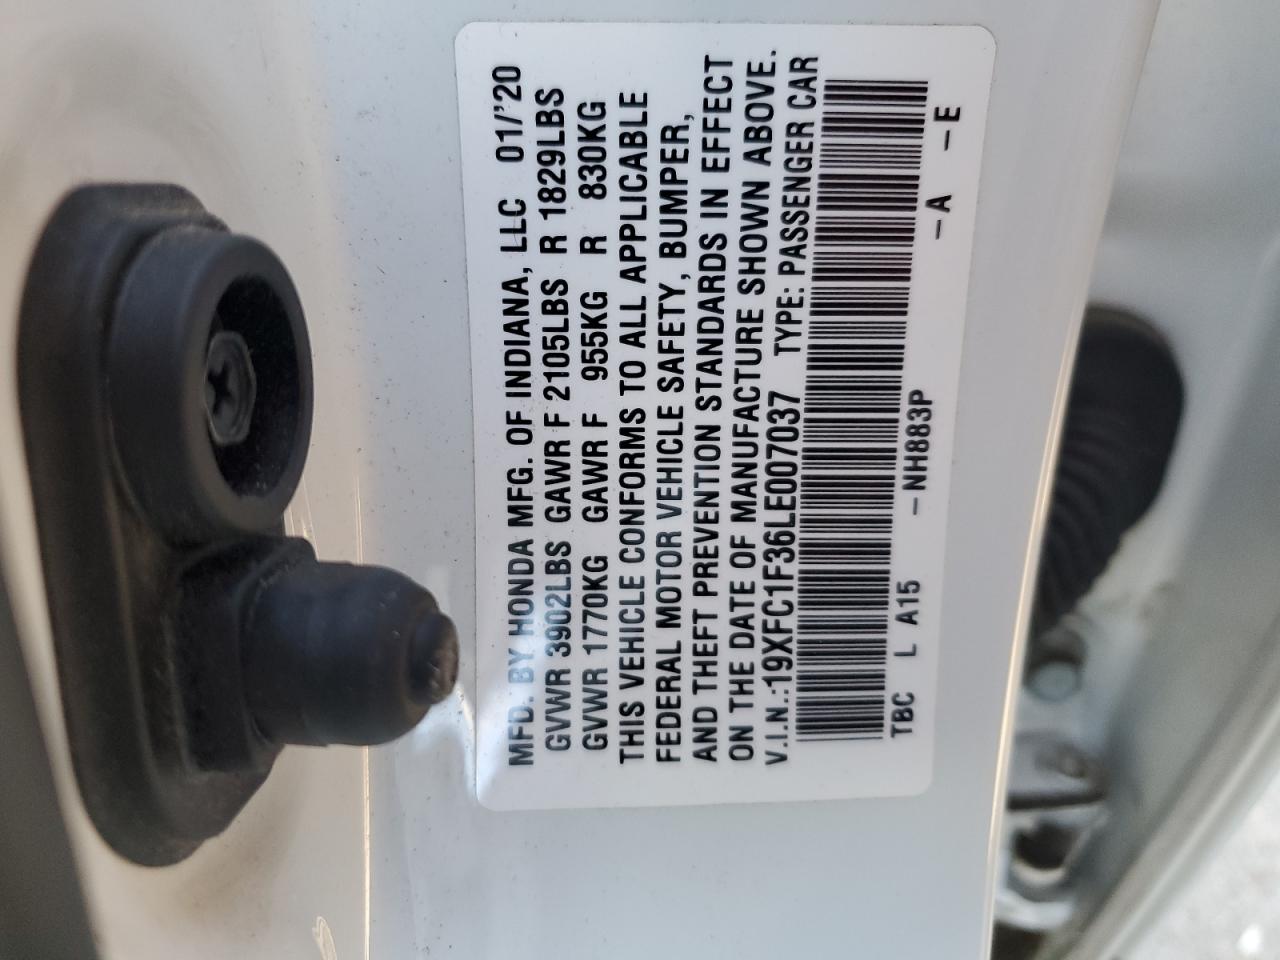 MFD. BY HONDA MFG. OF INDIANA, LLC 01/'20
GVWR 3902LBS GAWR F 2105LBS R 1829LBS
GVWR 1770KG GAWR F 955KG R 830KG
THIS VEHICLE CONFORMS TO ALL APPLICABLE
FEDERAL MOTOR VEHICLE SAFETY, BUMPER,
AND THEFT PREVENTION STANDARDS IN EFFECT
ON THE DATE OF MANUFACTURE SHOWN ABOVE.
V.I.N.:19XFC1F36LE007037 TYPE: PASSENGER CAR
TBC L A15 -NH883P -A -E